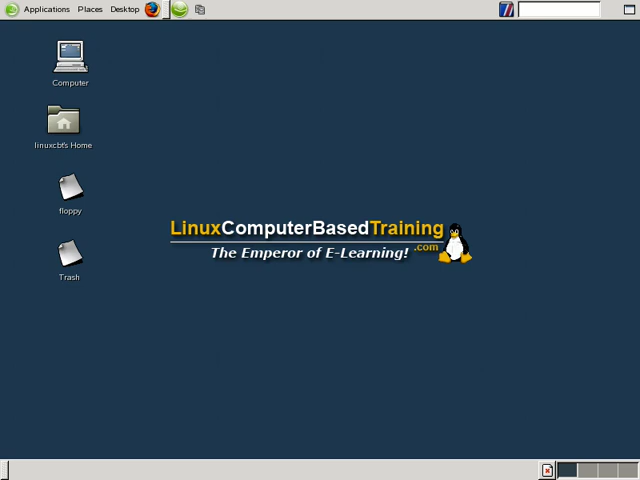 Applications Places Desktop
Computer
linuxcbt's Home
floppy
Trash
LinuxComputerBasedTraining
.com
The Emperor of E-Learning!